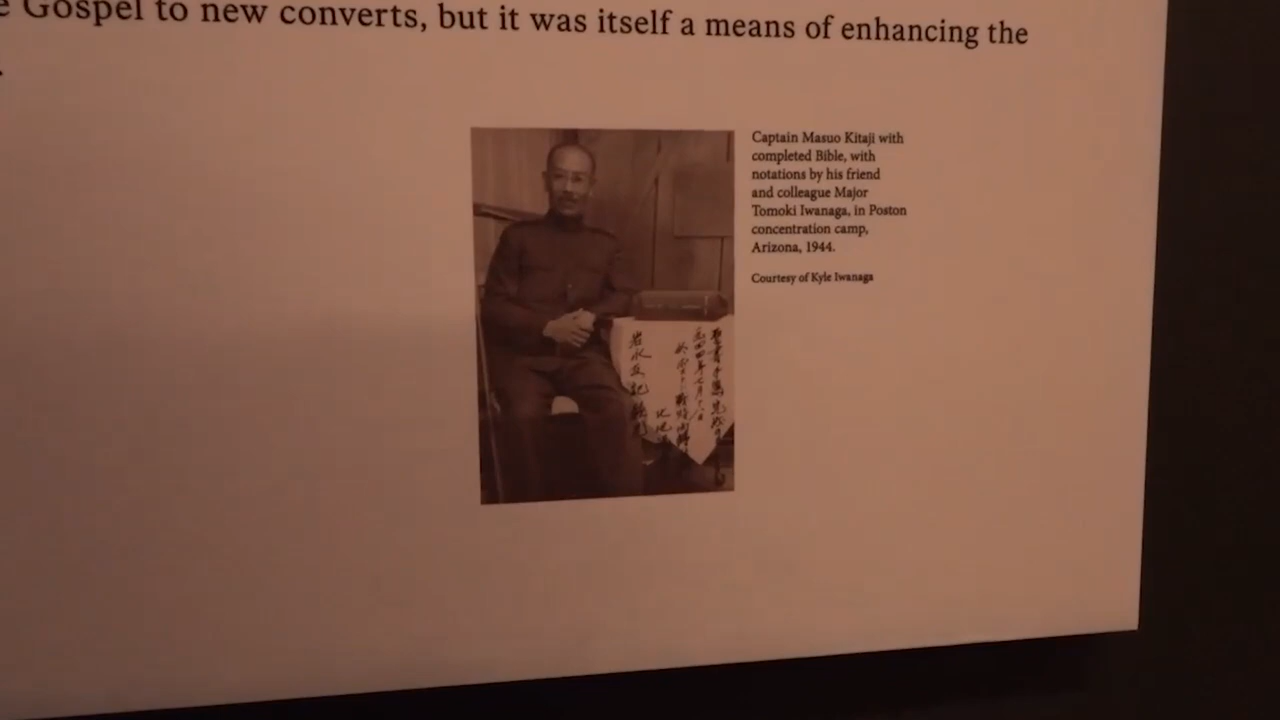 Gospel to new converts, but it was itself a means of enhancing the
Captain Masuo Kitaji with
completed Bible, with
notations by his friend
and colleague Major
Tomoki Iwanaga, in Poston
concentration camp,
Arizona, 1944.
Courtesy of Kyle Iwanaga